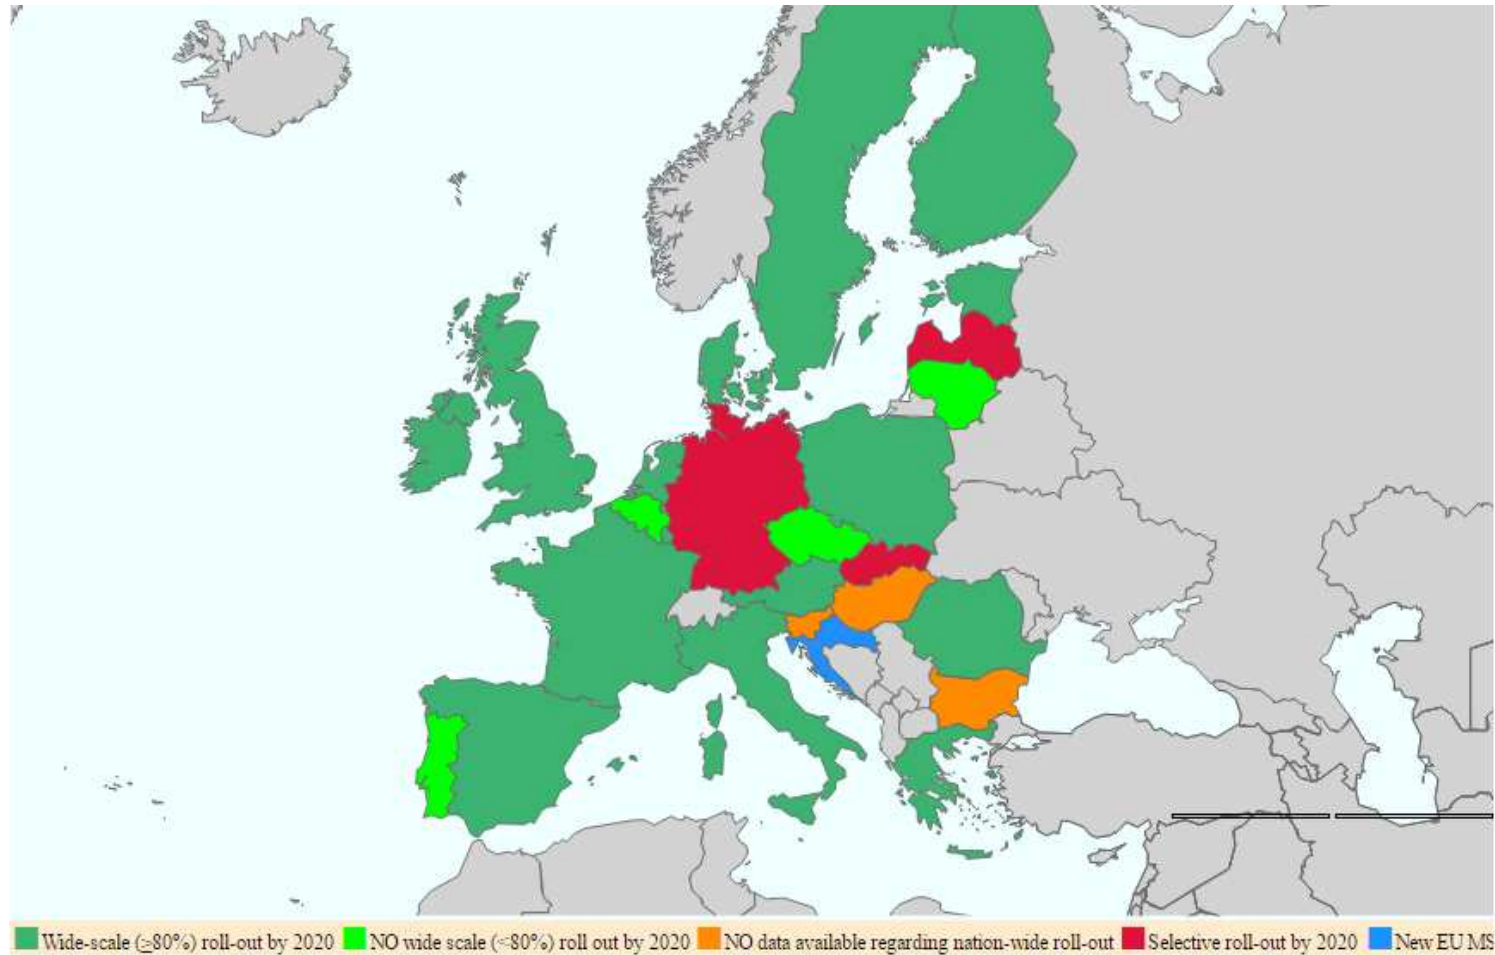 Wide-scale (≥80%) roll-out by 2020 NO wide scale (<80%) roll out by 2020 NO data available regarding nation-wide roll-out Selective roll-out by 2020 New EU MS